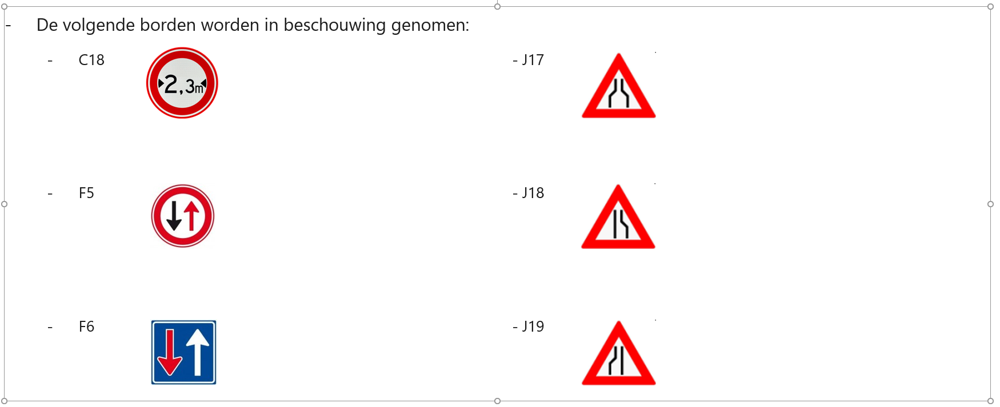 - De volgende borden worden in beschouwing genomen:
- C18
2,3m
- J17
- F5
- J18
- F6
- J19